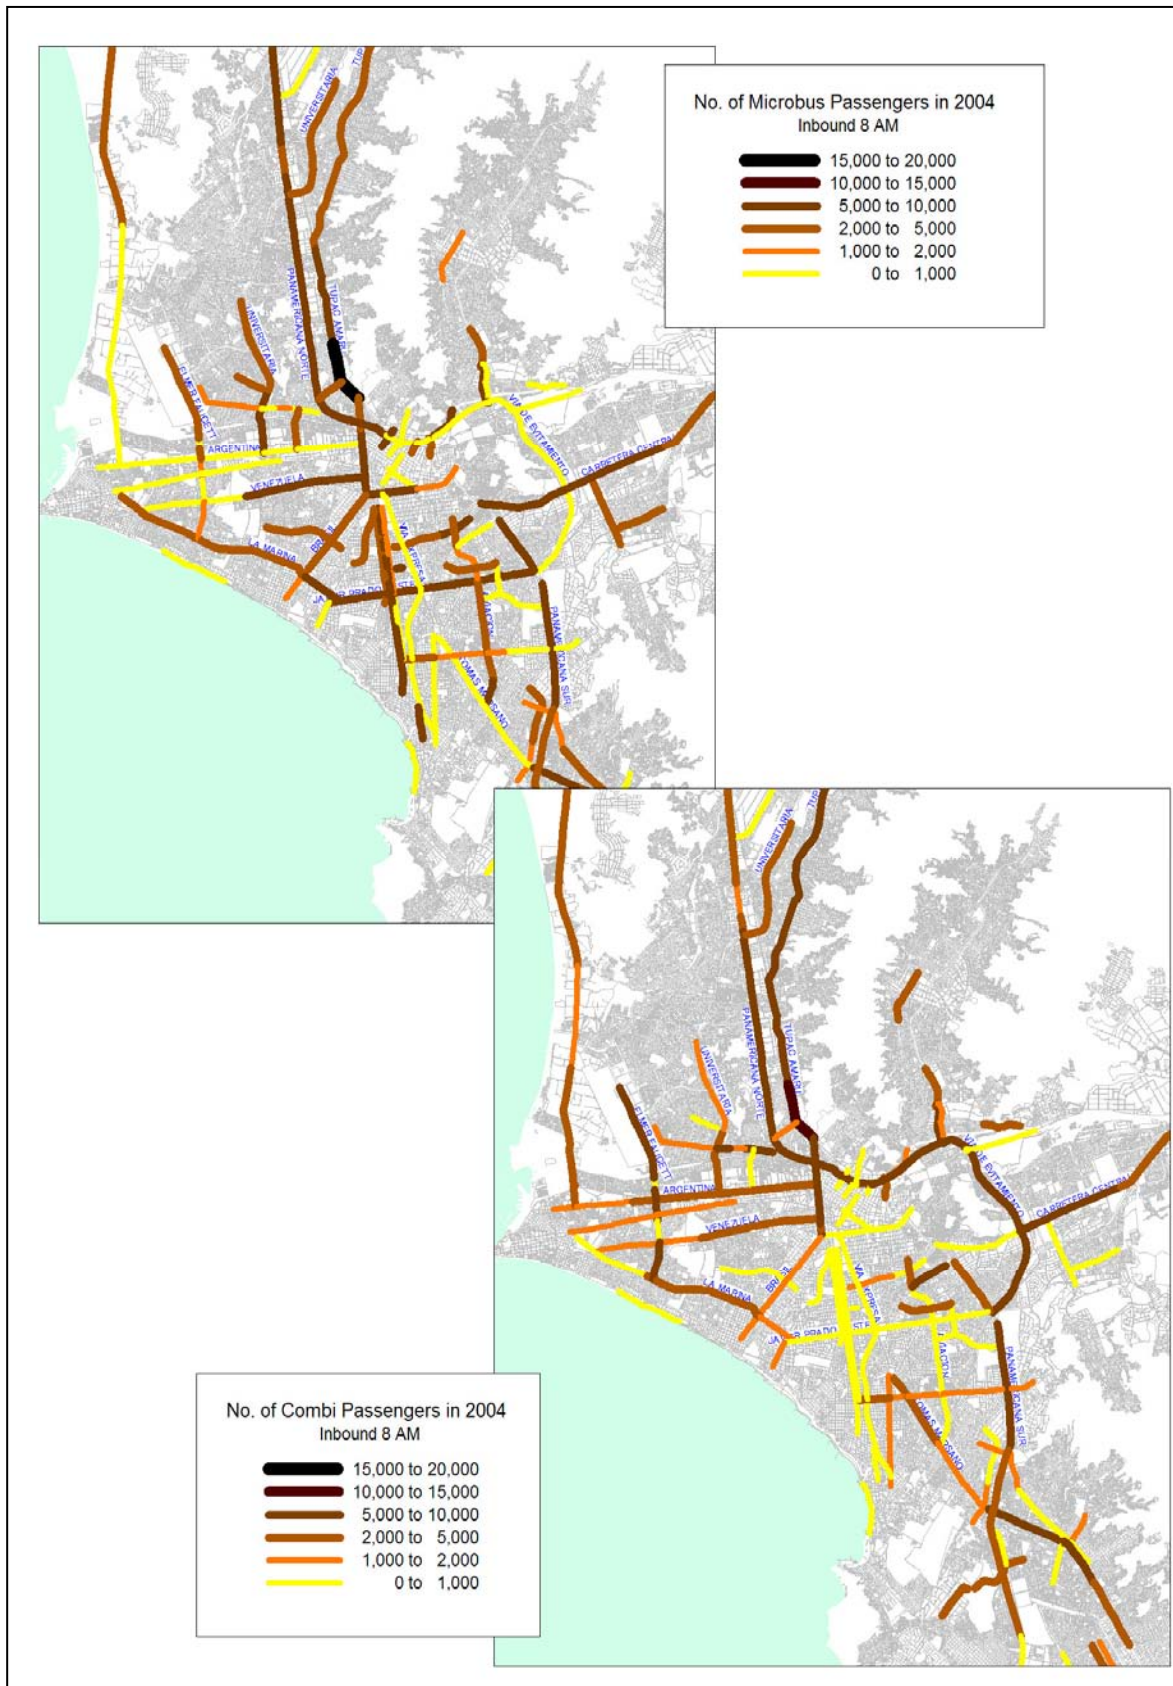 No. of Microbus Passengers in 2004
Inbound 8 AM
15,000 to 20,000
10,000 to 15,000
5,000 to 10,000
2,000 to 5,000
1,000 to 2,000
0 to 1,000
UNIVERSITARIA
TUP
PANAMERICANA NORTE
TUPAC AMARU
UNIVERSITARIA
ELMER FAUCETT
ARGENTINA
VENEZUELA
VIA DE EVITAMIENTO
CARRETERA CENTRAL
LA MARINA
PANAMERICANA SUR
UNIVERSITARIA
TUP
PANAMERICANA NORTE
TUPAC AMARU
UNIVERSITARIA
ELMER FAUCETT
ARGENTINA
VENEZUELA
VIA DE EVITAMIENTO
CARRETERA CENTRAL
LA MARINA
PANAMERICANA SUR
No. of Combi Passengers in 2004
Inbound 8 AM
15,000 to 20,000
10,000 to 15,000
5,000 to 10,000
2,000 to 5,000
1,000 to 2,000
0 to 1,000